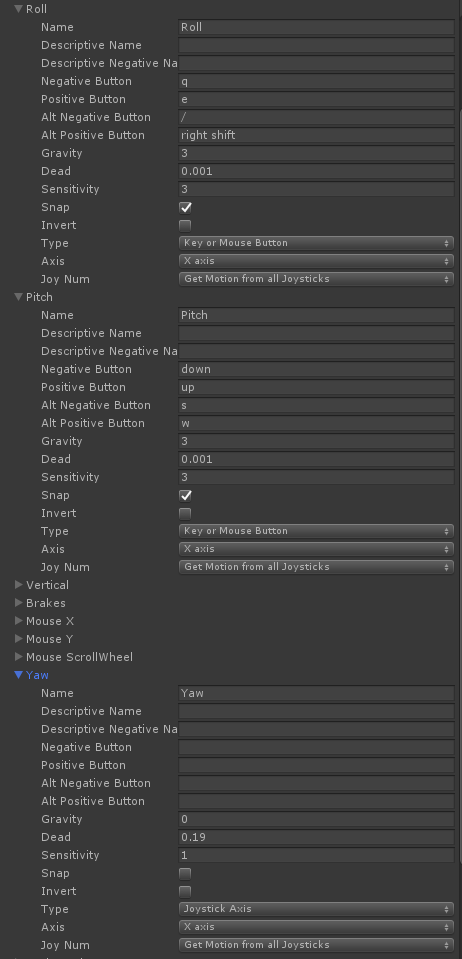 Roll
Name Roll
Descriptive Name
Descriptive Negative Na
Negative Button q
Positive Button e
Alt Negative Button /
Alt Positive Button right shift
Gravity 3
Dead 0.001
Sensitivity 3
Snap
Invert
Type Key or Mouse Button
Axis X axis
Joy Num Get Motion from all Joysticks
Pitch
Name Pitch
Descriptive Name
Descriptive Negative Na
Negative Button down
Positive Button up
Alt Negative Button s
Alt Positive Button w
Gravity 3
Dead 0.001
Sensitivity 3
Snap
Invert
Type Key or Mouse Button
Axis X axis
Joy Num Get Motion from all Joysticks
Vertical
Brakes
Mouse X
Mouse Y
Mouse ScrollWheel
Yaw
Name Yaw
Descriptive Name
Descriptive Negative Na
Negative Button
Positive Button
Alt Negative Button
Alt Positive Button
Gravity 0
Dead 0.19
Sensitivity 1
Snap
Invert
Type Joystick Axis
Axis X axis
Joy Num Get Motion from all Joysticks